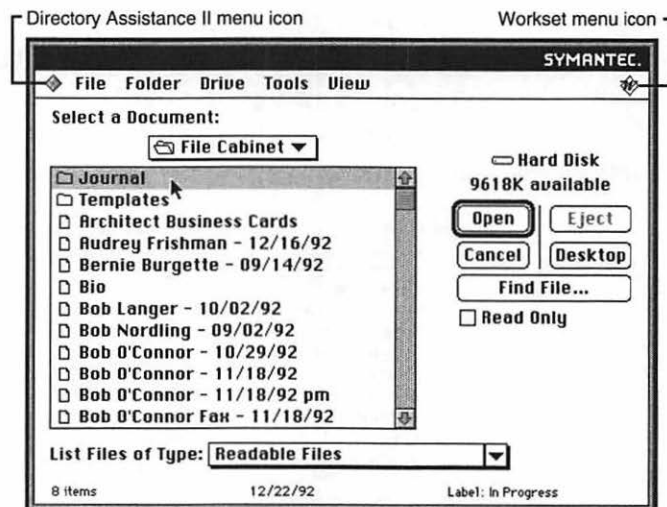 Directory Assistance II menu icon
Workset menu icon
SYMANTEC.
File Folder Drive Tools View
Select a Document:
File Cabinet
Journal
Templates
Architect Business Cards
Audrey Frishman - 12/16/92
Bernie Burgette - 09/14/92
Bio
Bob Langer - 10/02/92
Bob Nordling - 09/02/92
Bob O'Connor - 10/29/92
Bob O'Connor - 11/18/92
Bob O'Connor - 11/18/92 pm
Bob O'Connor Fax - 11/18/92
Hard Disk
9618K available
Open Eject
Cancel Desktop
Find File...
Read Only
List Files of Type: Readable Files
8 items 12/22/92 Label: In Progress